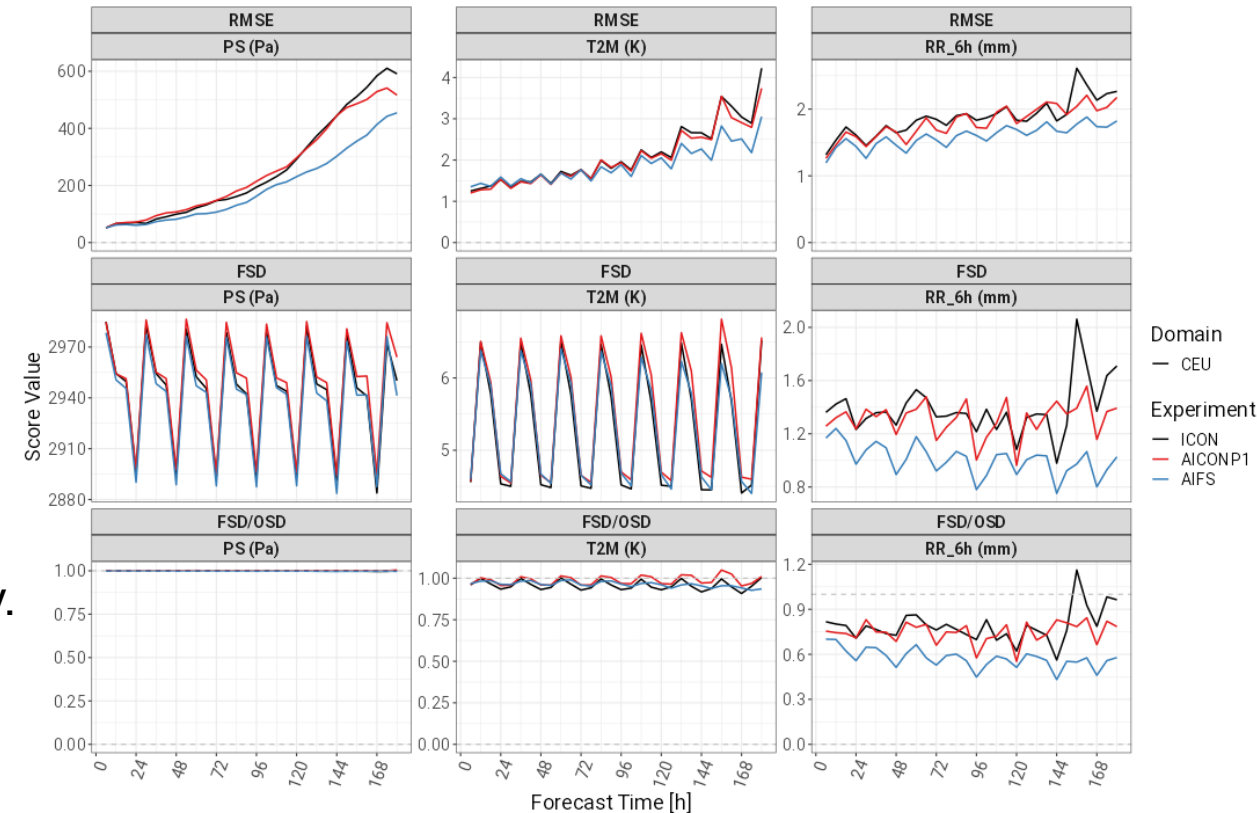 RMSE
PS (Pa)
600
400
200
0
RMSE
T2M (K)
4
3
2
1
0
RMSE
RR_6h (mm)
2
1
0
FSD
PS (Pa)
2970
2940
2910
2880
FSD
T2M (K)
6
5
FSD
RR_6h (mm)
2.0
1.6
1.2
0.8
FSD/OSD
PS (Pa)
1.00
0.75
0.50
0.25
0.00
FSD/OSD
T2M (K)
1.00
0.75
0.50
0.25
0.00
FSD/OSD
RR_6h (mm)
1.2
0.9
0.6
0.3
0.0
0 24 48 72 96 120 144 168
0 24 48 72 96 120 144 168
0 24 48 72 96 120 144 168
Forecast Time [h]
Score Value
Domain
CEU
Experiment
ICON
AICONP1
AIFS